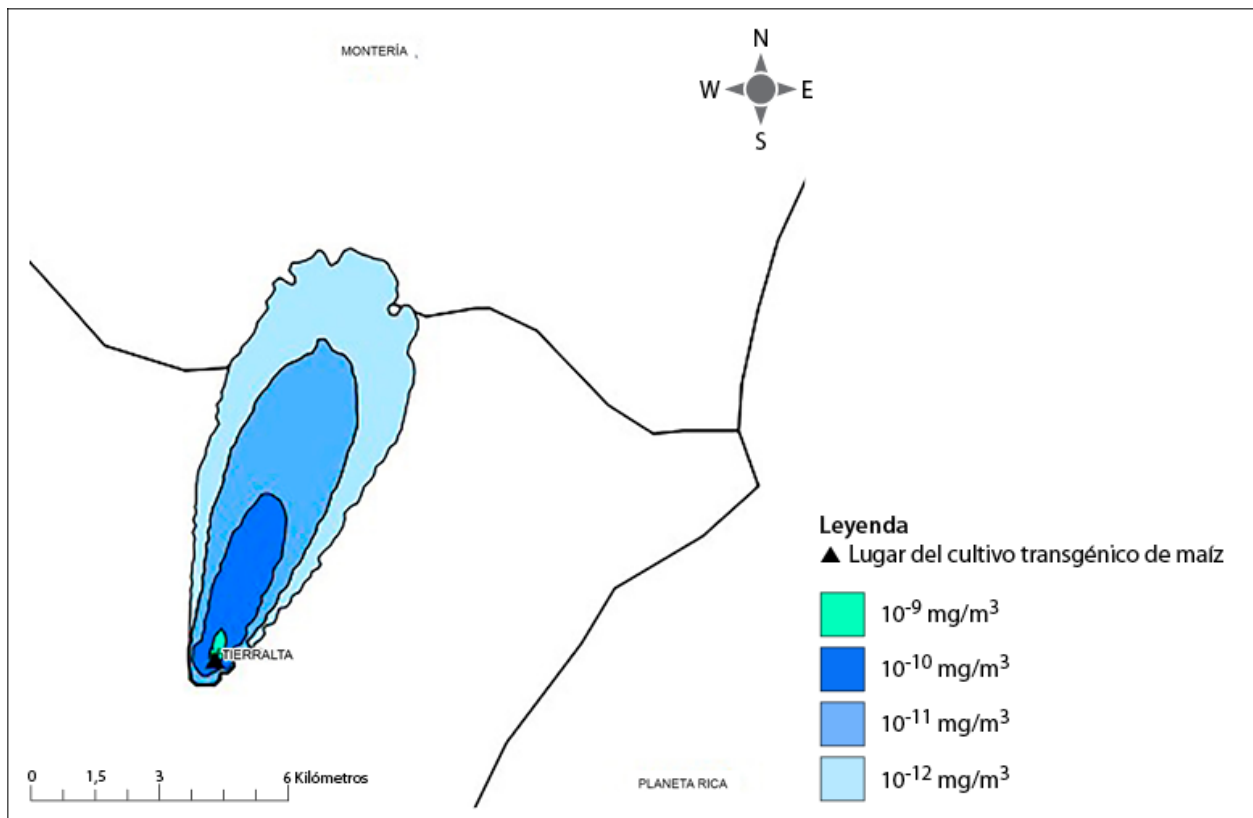 MONTERÍA
N
W E
S
TIERRALTA
Leyenda
▲ Lugar del cultivo transgénico de maíz
10⁻⁹ mg/m³
10⁻¹⁰ mg/m³
10⁻¹¹ mg/m³
10⁻¹² mg/m³
0 1,5 3 6 Kilómetros
PLANETA RICA